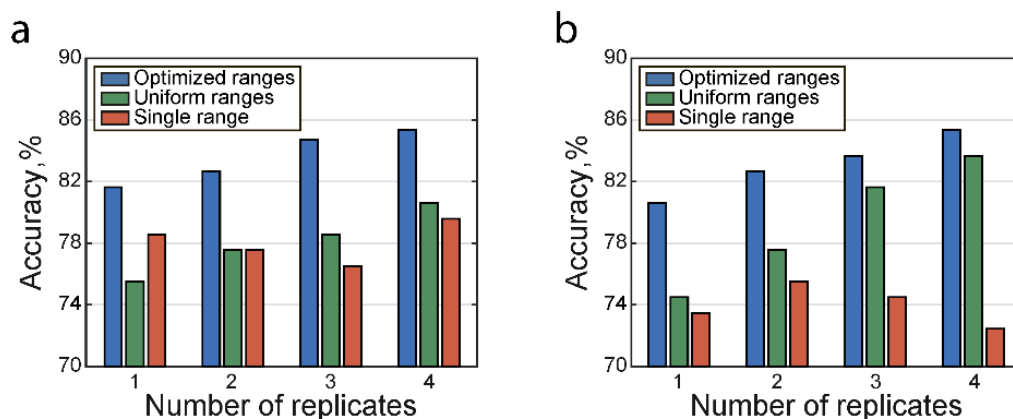 a
90
86
82
78
74
70
Accuracy,%
Optimized ranges
Uniform ranges
Single range
1 2 3 4
Number of replicates
b
90
86
82
78
74
70
Accuracy,%
Optimized ranges
Uniform ranges
Single range
1 2 3 4
Number of replicates